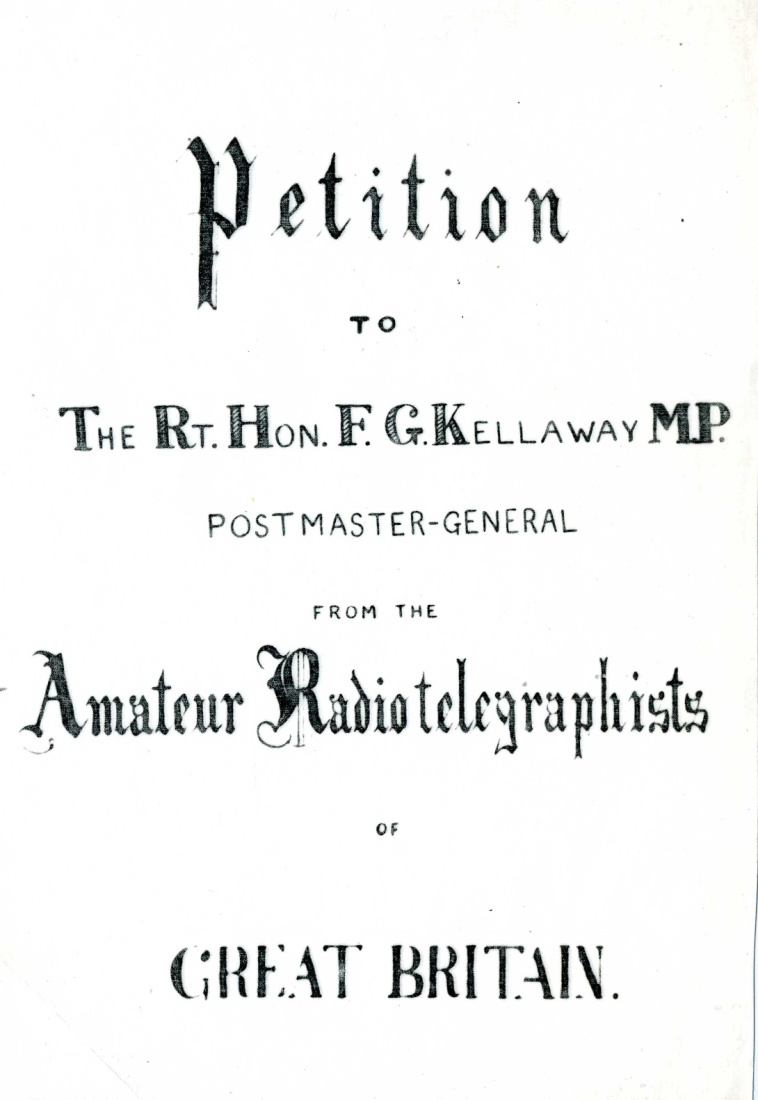 Petition
TO
THE RT. HON. F. G. KELLAWAY M.P.
POSTMASTER-GENERAL
FROM THE
Amateur Radiotelegraphists
OF
GREAT BRITAIN.